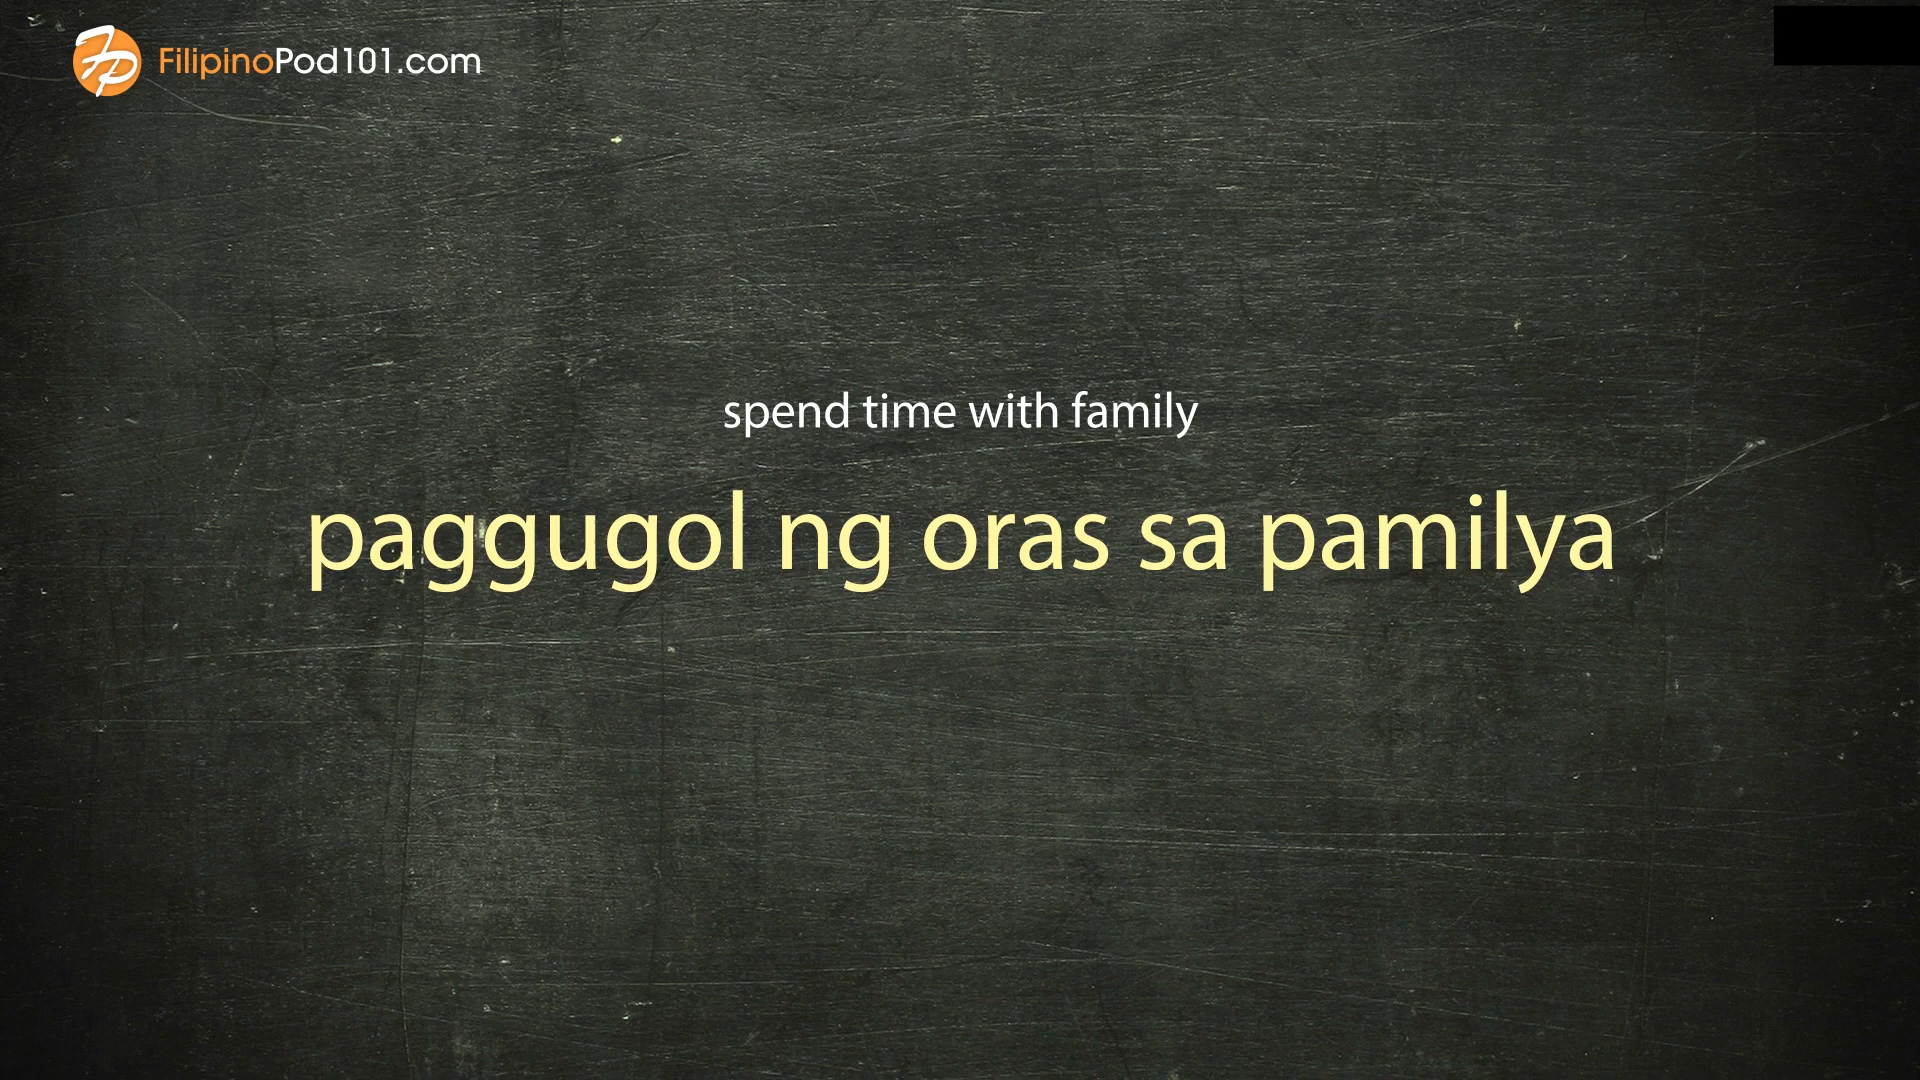 FilipinoPod101.com
spend time with family
paggugol ng oras sa pamilya